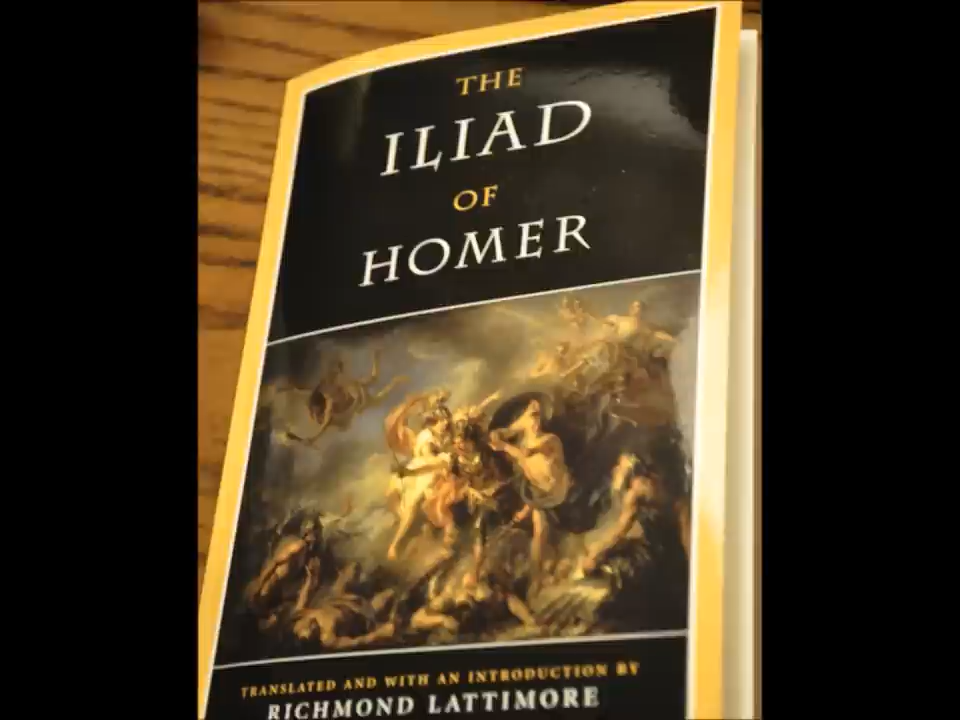 THE
ILIAD
OF
HOMER
TRANSLATED AND WITH AN INTRODUCTION BY
RICHMOND LATTIMORE